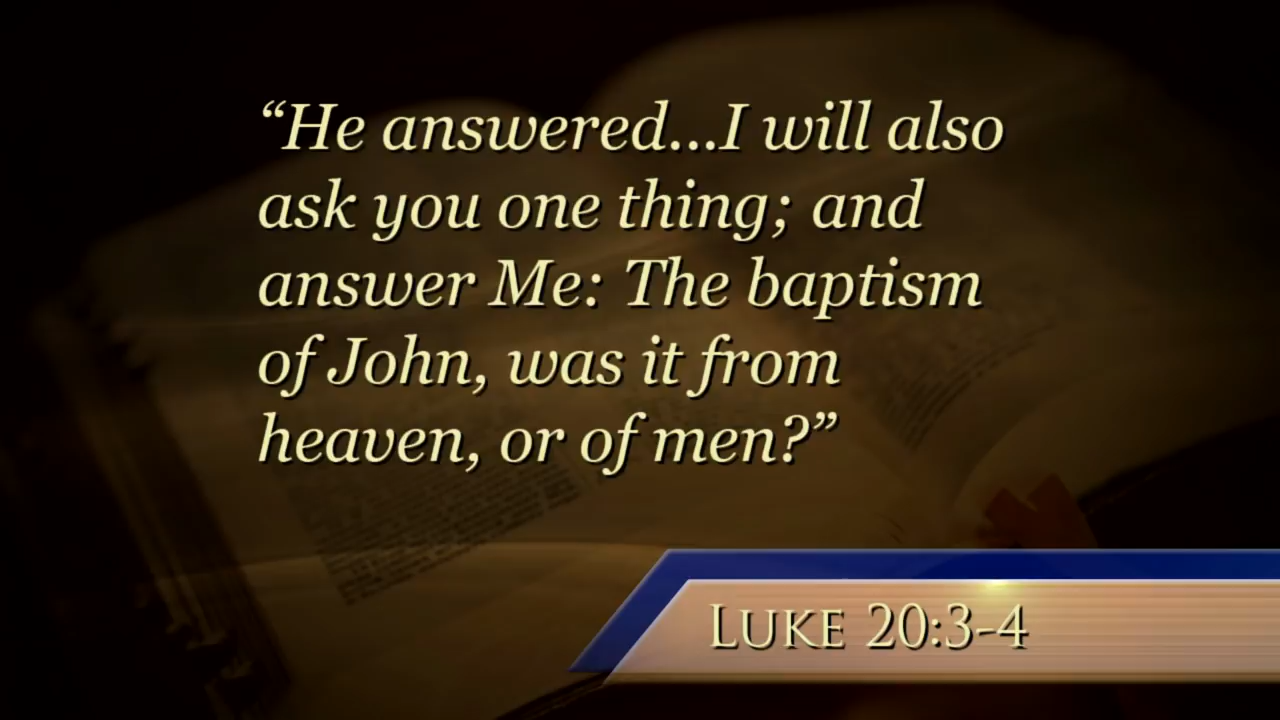 “He answered...I will also
ask you one thing; and
answer Me: The baptism
of John, was it from
heaven, or of men?”
LUKE 20:3-4